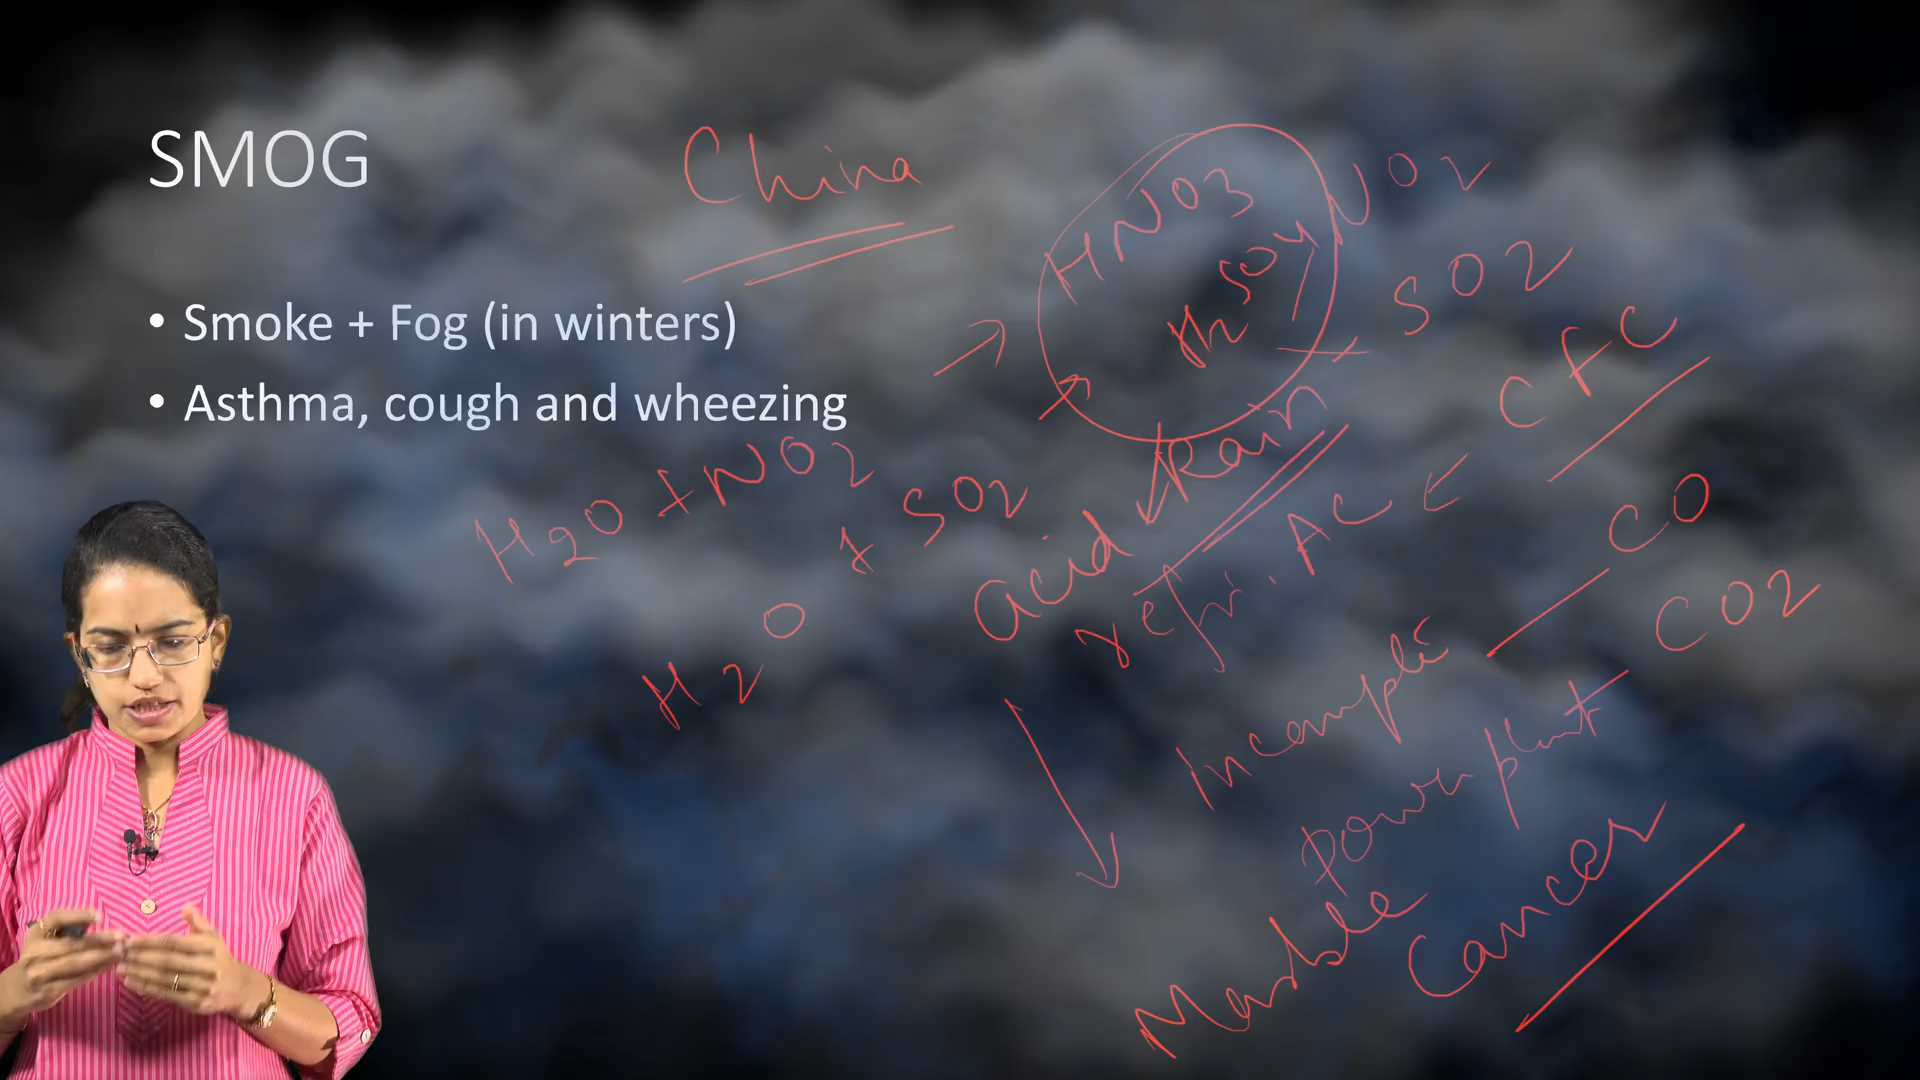 SMOG
China
• Smoke + Fog (in winters)
• Asthma, cough and wheezing
HNO3
H2SO4
NO2
SO2
CFC
H2O + NO2
+ SO2
H2O
acid Rain
refri. AC
CO
CO2
power plant
Marble
Cancer